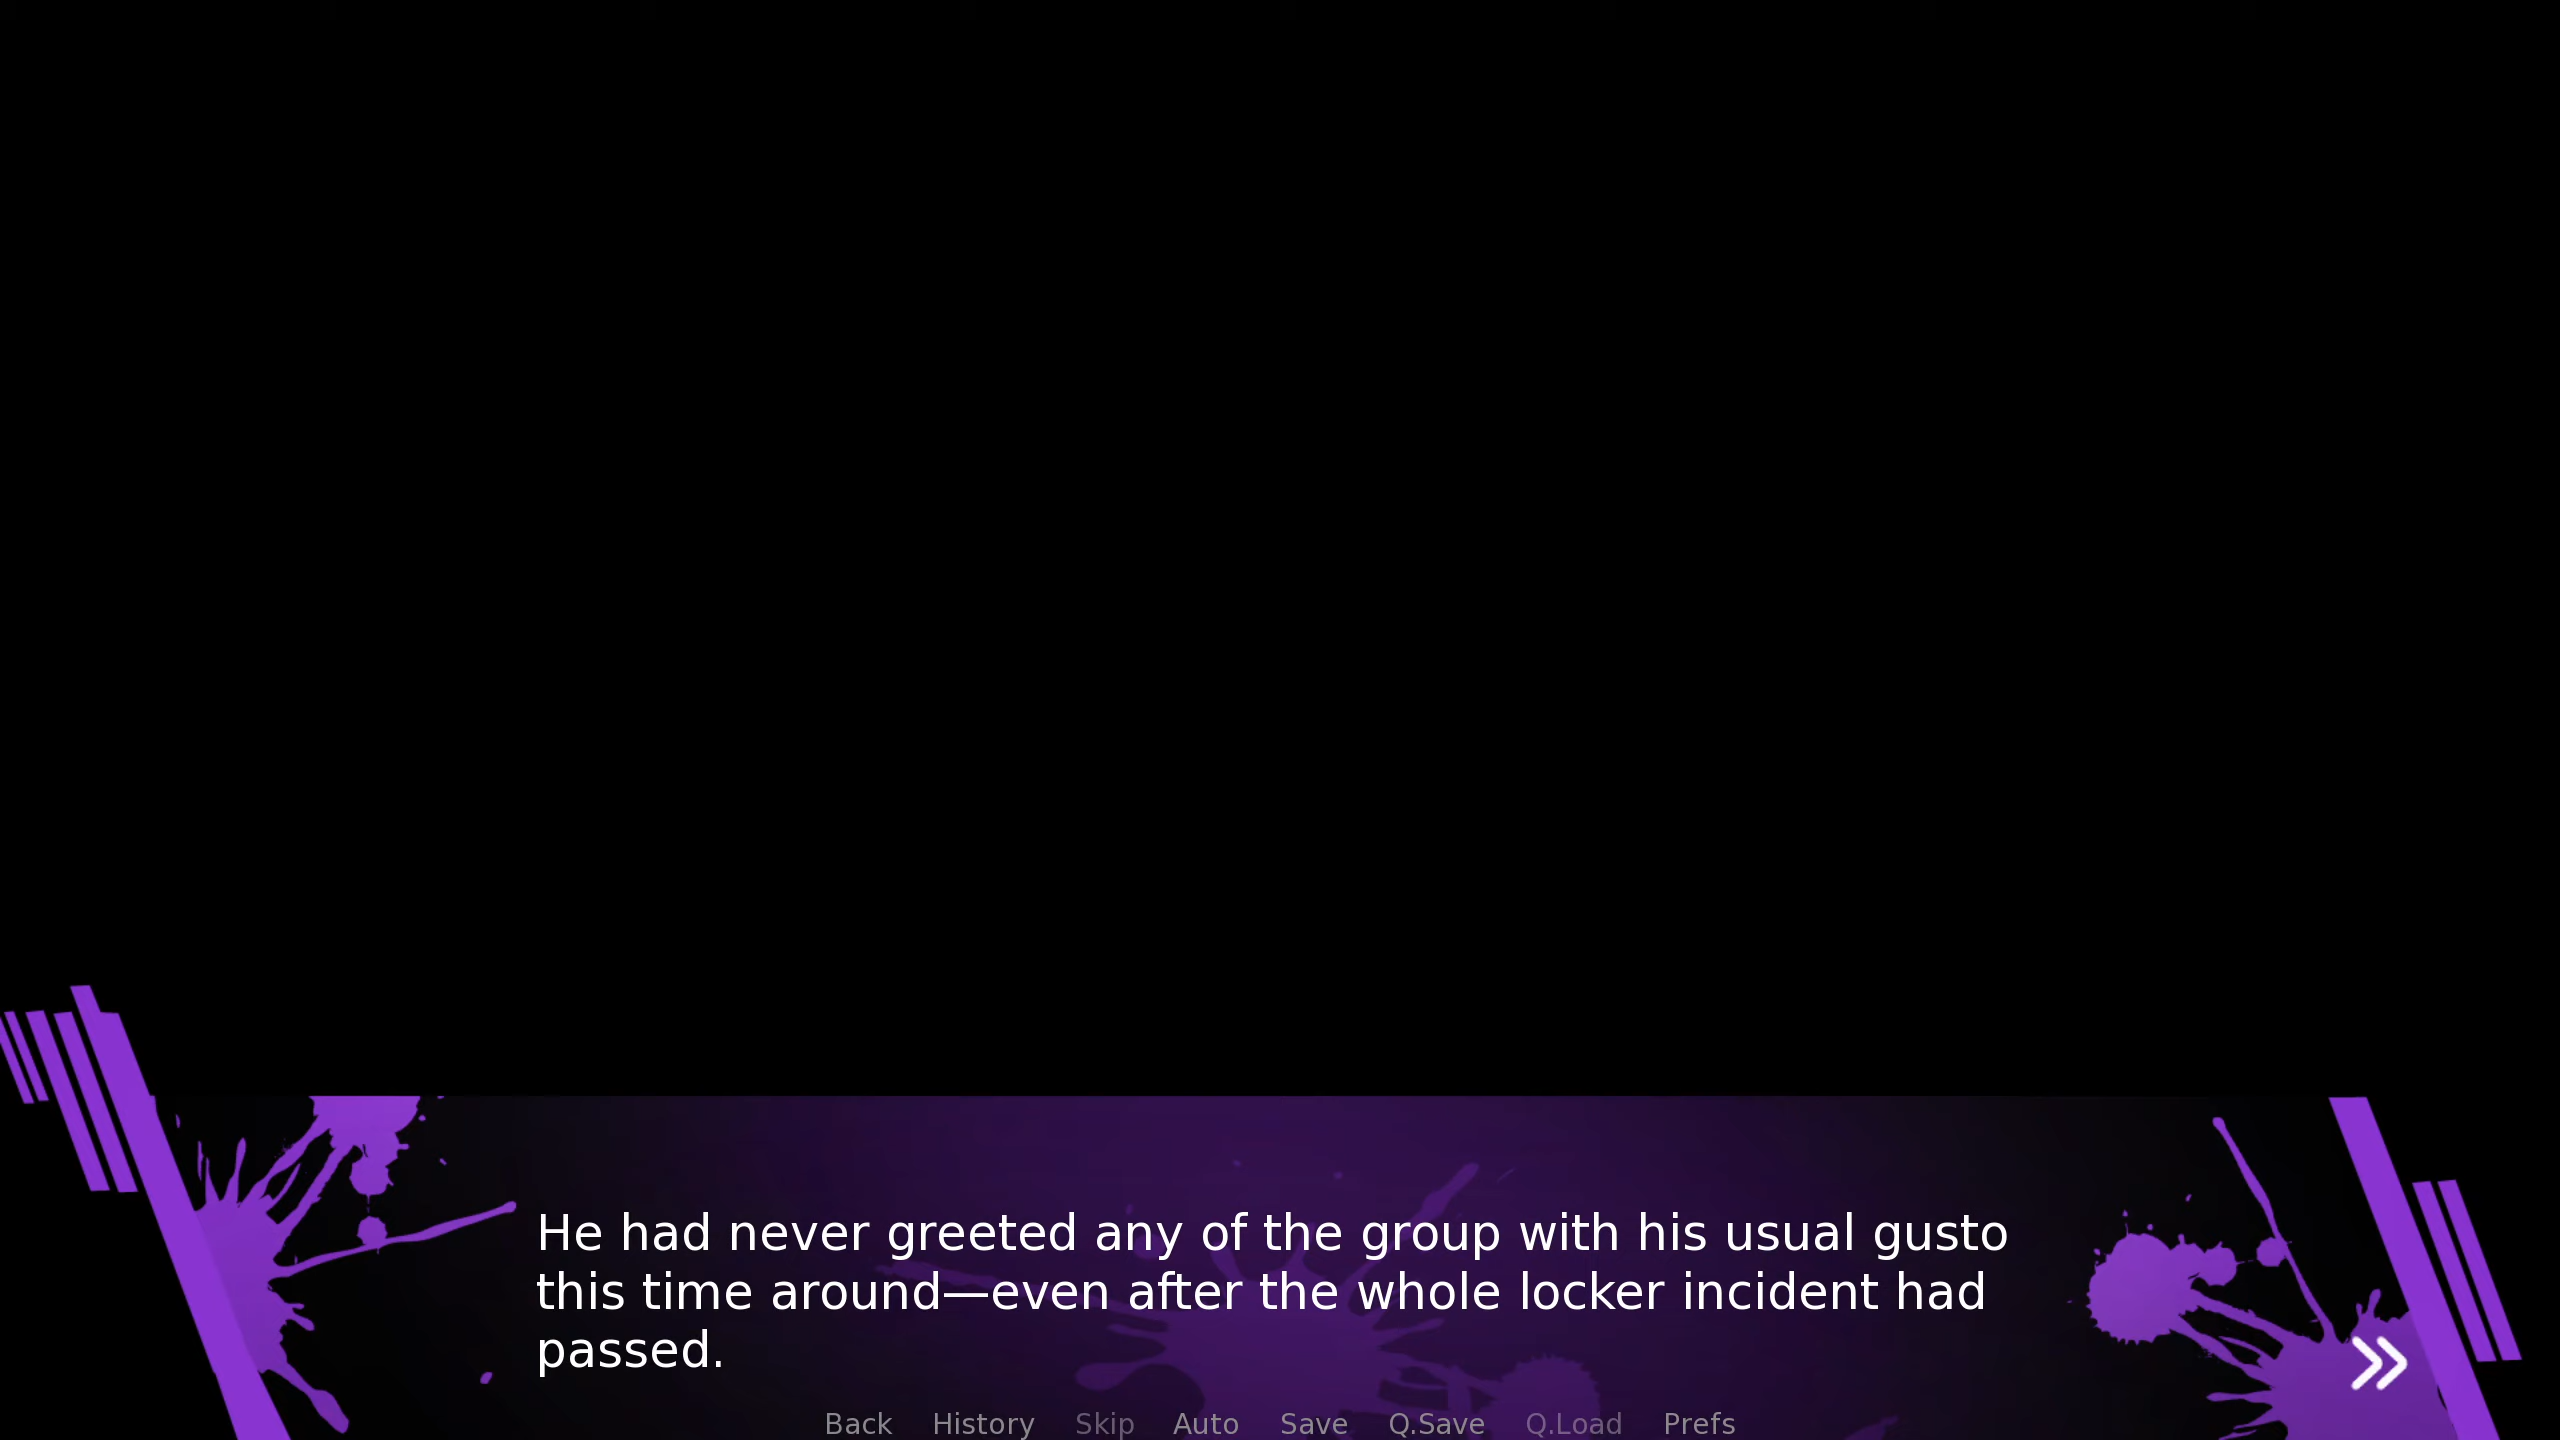 He had never greeted any of the group with his usual gusto
this time around—even after the whole locker incident had
passed.
Back History Skip Auto Save Q.Save Q.Load Prefs